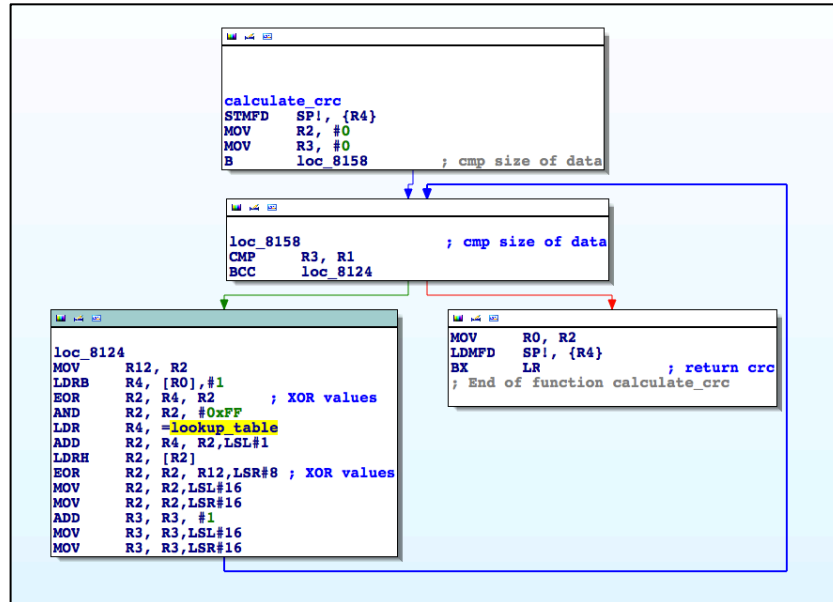 calculate_crc
STMFD SP!, {R4}
MOV R2, #0
MOV R3, #0
B loc_8158 ; cmp size of data
loc_8158 ; cmp size of data
CMP R3, R1
BCC loc_8124
loc_8124
MOV R12, R2
LDRB R4, [R0],#1
EOR R2, R4, R2 ; XOR values
AND R2, R2, #0xFF
LDR R4, =lookup_table
ADD R2, R4, R2,LSL#1
LDRH R2, [R2]
EOR R2, R2, R12,LSR#8 ; XOR values
MOV R2, R2,LSL#16
MOV R2, R2,LSR#16
ADD R3, R3, #1
MOV R3, R3,LSL#16
MOV R3, R3,LSR#16
MOV R0, R2
LDMFD SP!, {R4}
BX LR ; return crc
; End of function calculate_crc